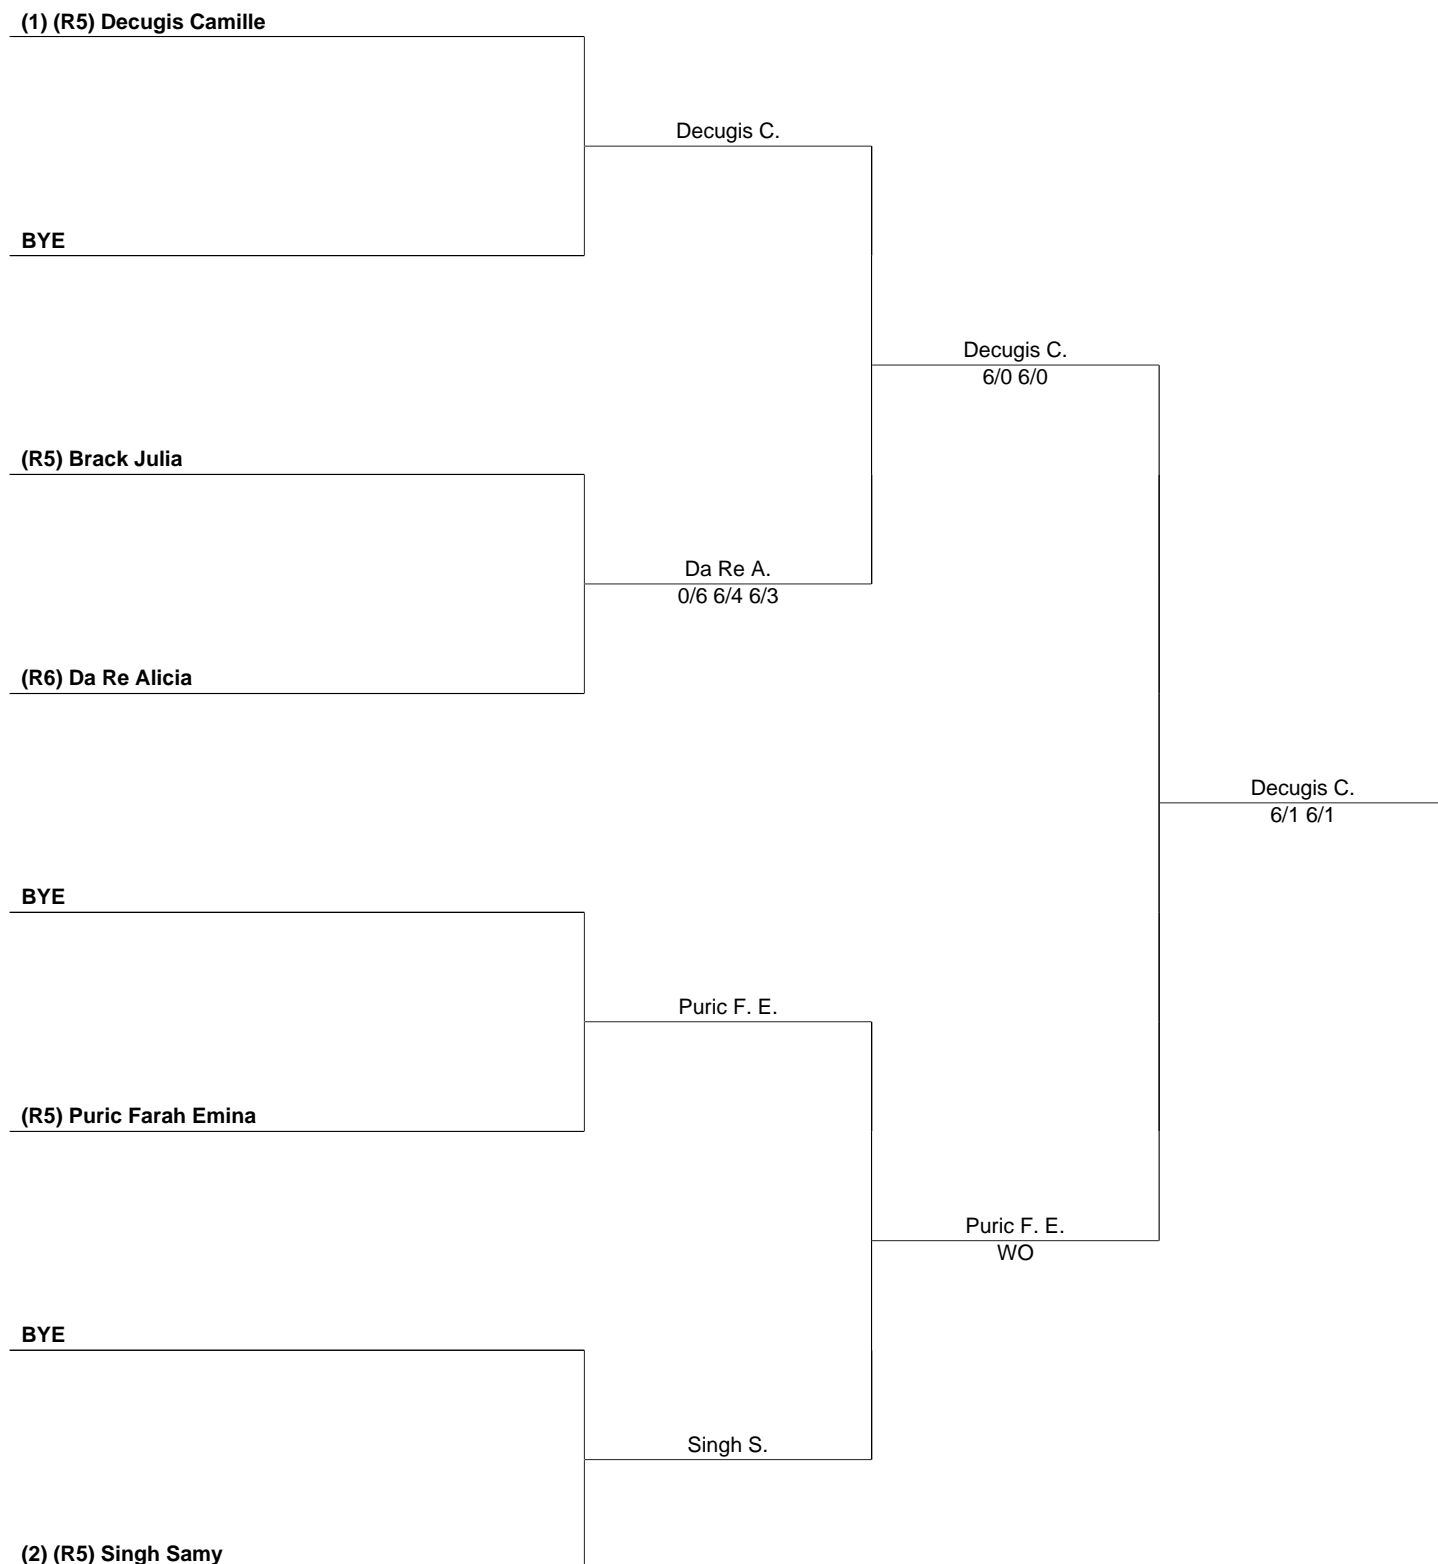 (1) (R5) Decugis Camille
Decugis C.
BYE
Decugis C.
6/0 6/0
(R5) Brack Julia
Da Re A.
0/6 6/4 6/3
(R6) Da Re Alicia
Decugis C.
6/1 6/1
BYE
Puric F. E.
(R5) Puric Farah Emina
Puric F. E.
WO
BYE
Singh S.
(2) (R5) Singh Samy